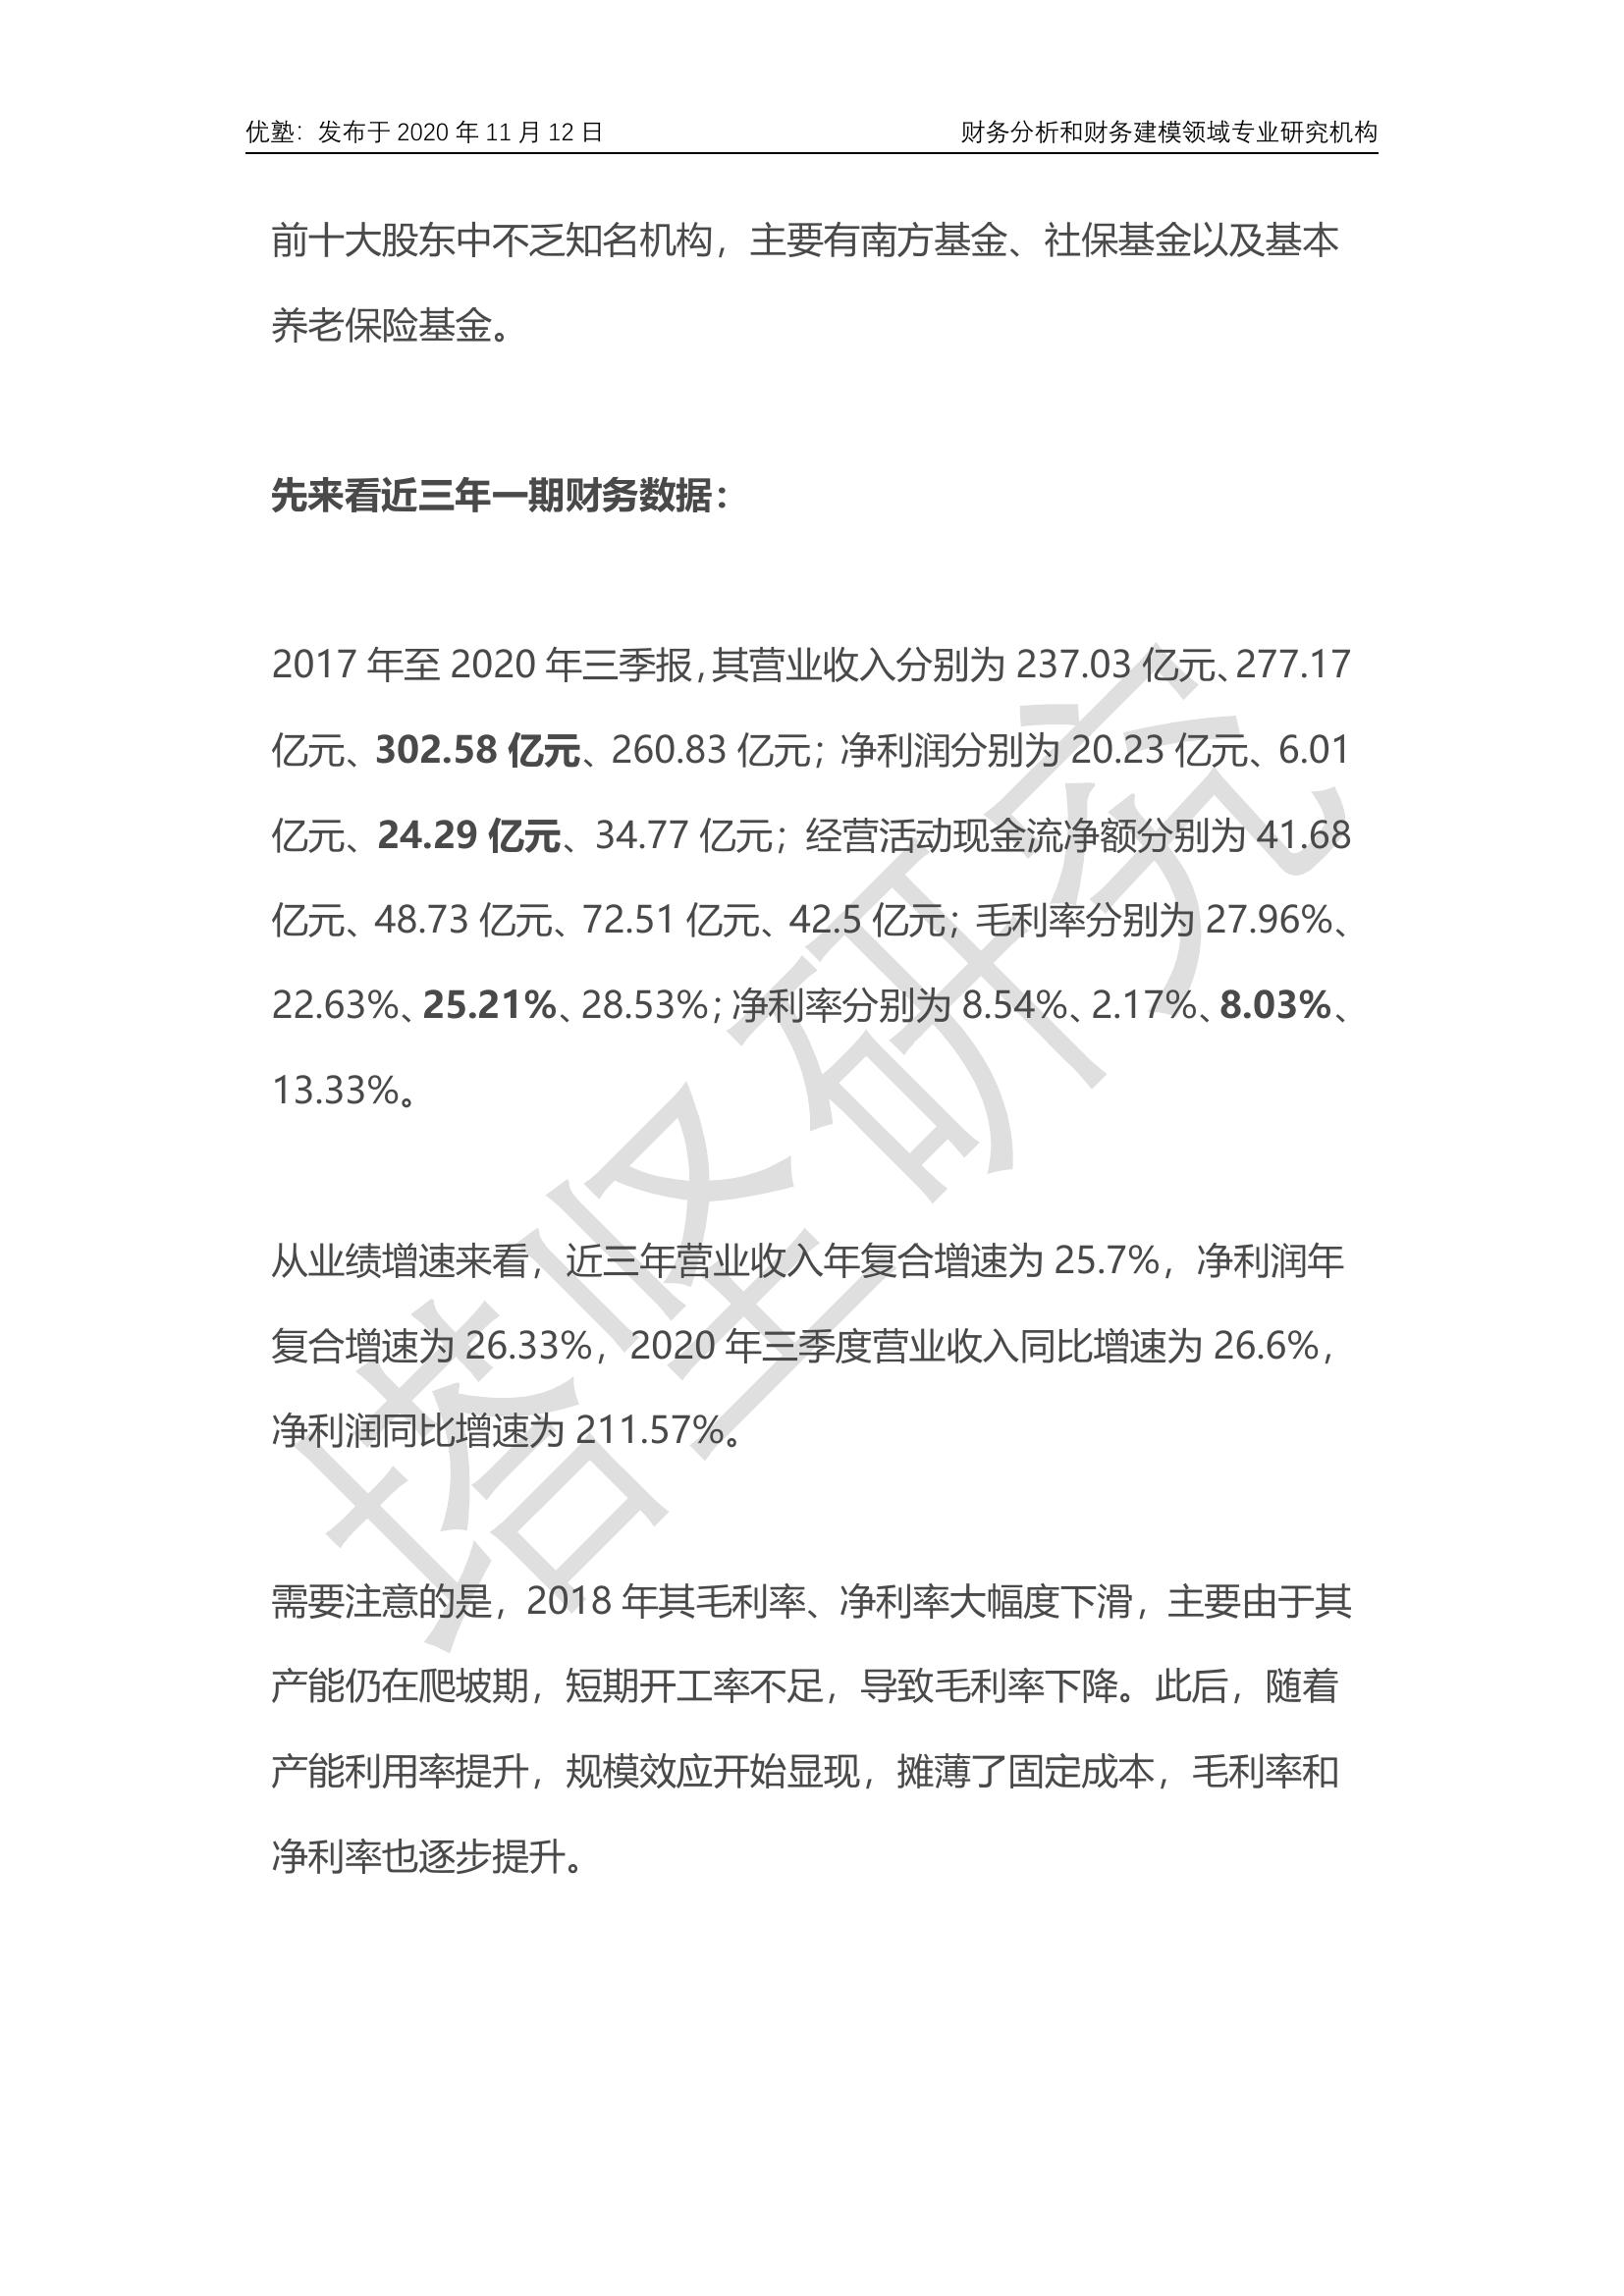 优塾：发布于 2020 年 11 月 12 日 财务分析和财务建模领域专业研究机构
前十大股东中不乏知名机构，主要有南方基金、社保基金以及基本
养老保险基金。
先来看近三年一期财务数据：
2017 年至 2020 年三季报，其营业收入分别为 237.03 亿元、277.17
亿元、302.58 亿元、260.83 亿元；净利润分别为 20.23 亿元、6.01
亿元、24.29 亿元、34.77 亿元；经营活动现金流净额分别为 41.68
亿元、48.73 亿元、72.51 亿元、42.5 亿元；毛利率分别为 27.96%、
22.63%、25.21%、28.53%；净利率分别为 8.54%、2.17%、8.03%、
13.33%。
从业绩增速来看，近三年营业收入年复合增速为 25.7%，净利润年
复合增速为 26.33%，2020 年三季度营业收入同比增速为 26.6%，
净利润同比增速为 211.57%。
需要注意的是，2018 年其毛利率、净利率大幅度下滑，主要由于其
产能仍在爬坡期，短期开工率不足，导致毛利率下降。此后，随着
产能利用率提升，规模效应开始显现，摊薄了固定成本，毛利率和
净利率也逐步提升。
塔坚研究